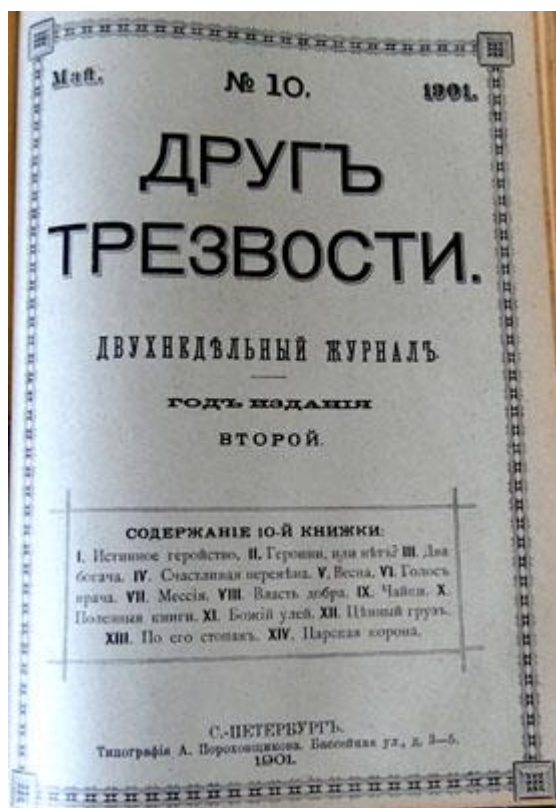 Май.
№ 10.
1901.
ДРУГЪ
ТРЕЗВОСТИ.
ДВУХНЕДѢЛЬНЫЙ ЖУРНАЛЪ.
ГОДЪ ИЗДАНІЯ
ВТОРОЙ.
СОДЕРЖАНІЕ 10-Й КНИЖКИ:
I. Истинное геройство. II. Героини, или нѣтъ? III. Два
богача. IV. Счастливая перемѣна. V. Весна. VI. Голосъ
врача. VII. Мессія. VIII. Власть добра. IX. Чайки. X.
Полезныя книги. XI. Божій улей. XII. Цѣнный грузъ.
XIII. По его стопамъ. XIV. Царская корона.
С.-ПЕТЕРБУРГЪ.
Типографія А. Пороховщикова. Бассейная ул., д. 3—5.
1901.